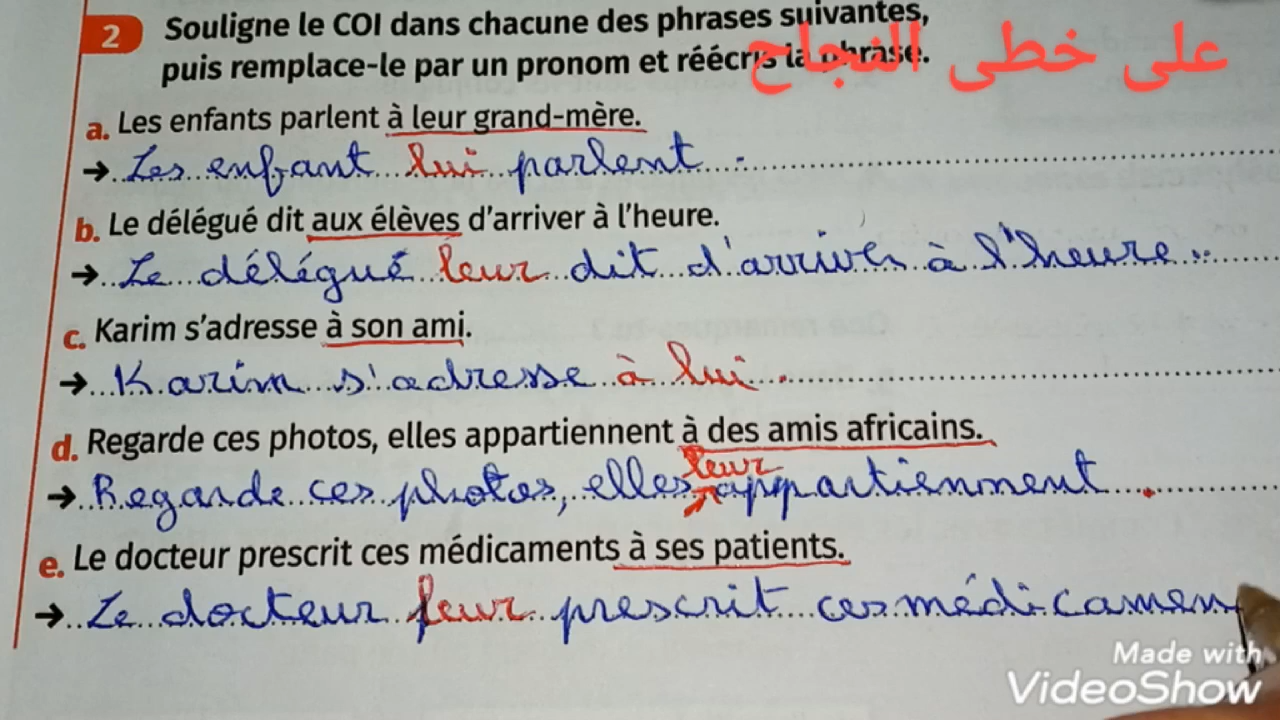 2 Souligne le COI dans chacune des phrases suivantes,
puis remplace-le par un pronom et réécris la phrase.
على خطى النجاح
a. Les enfants parlent à leur grand-mère.
→ Les enfant lui parlent.
b. Le délégué dit aux élèves d'arriver à l'heure.
→ Le délégué leur dit d'arriver à l'heure..
c. Karim s'adresse à son ami.
→ Karim s'adresse à lui.
d. Regarde ces photos, elles appartiennent à des amis africains.
→ Regarde ces photos, elles leur appartiennent.
e. Le docteur prescrit ces médicaments à ses patients.
→ Le docteur leur prescrit ces médicamen
Made with
VideoShow